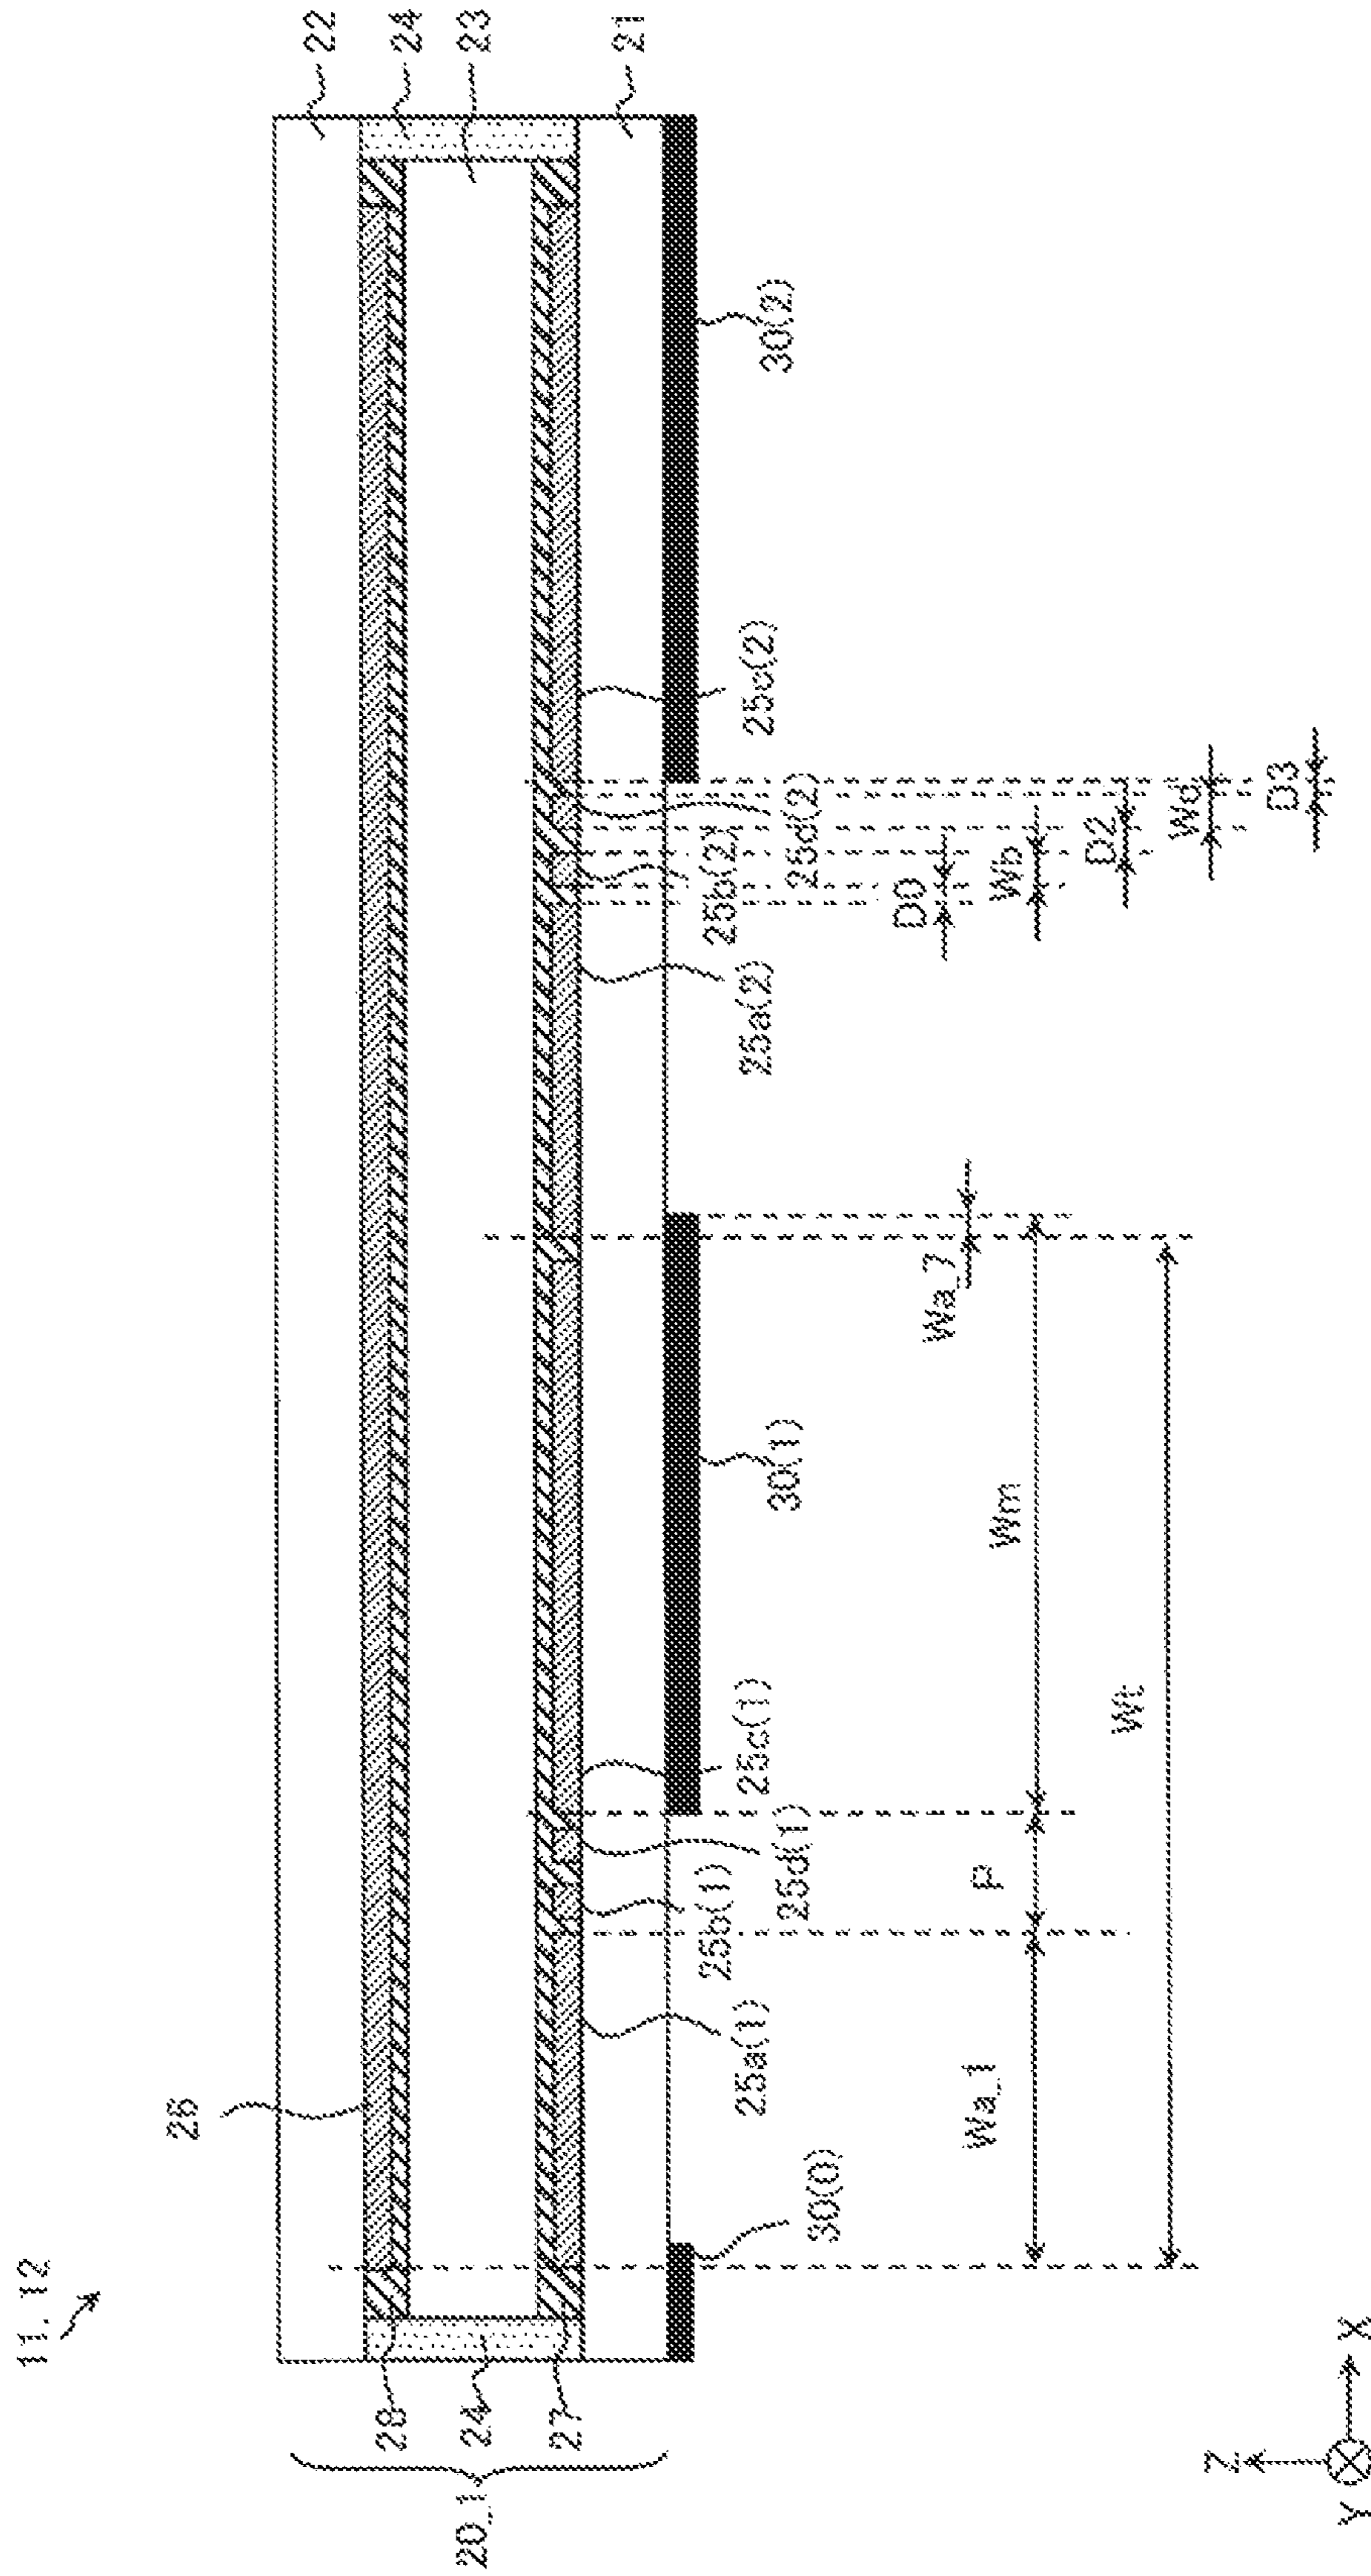 11, 12
22
24
23
21
26
28
24
27
20_1
30(0)
25a(1)
25b(1)
25d(1)
25c(1)
30(1)
25a(2)
25b(2)
25d(2)
25c(2)
30(2)
Wa_1
P
Wm
Wa_7
Wt
D0
Wb
D2
Wd
D3
Z
Y
X